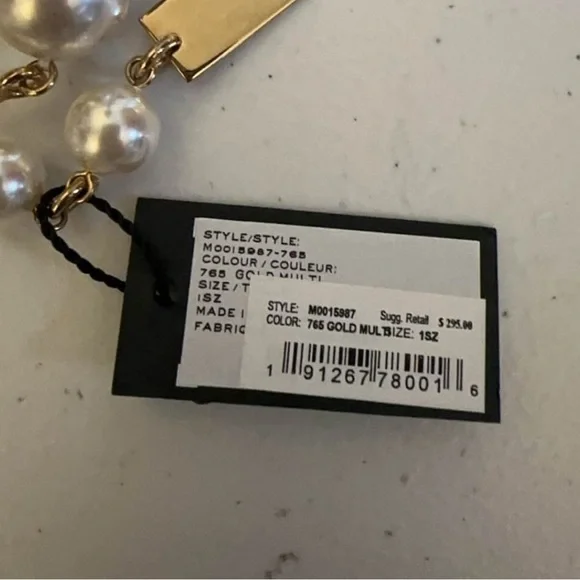 STYLE/STYLE:
M0015987-765
COLOUR/COULEUR:
765 GOLD MULTI
SIZE/T
1SZ
MADE I
FABRIC
STYLE: M0015987 Sugg. Retail $ 295.00
COLOR: 765 GOLD MULTI SIZE: 1SZ
1 91267 78001 6